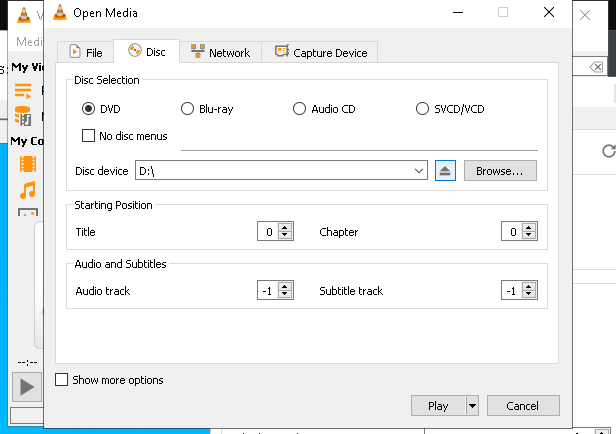 Open Media
Medi
File
Disc
Network
Capture Device
My Vi
Disc Selection
DVD
Blu-ray
Audio CD
SVCD/VCD
No disc menus
My Co
Disc device
D:\
Browse...
Starting Position
Title
0
Chapter
0
Audio and Subtitles
Audio track
-1
Subtitle track
-1
--:--
Show more options
Play
Cancel